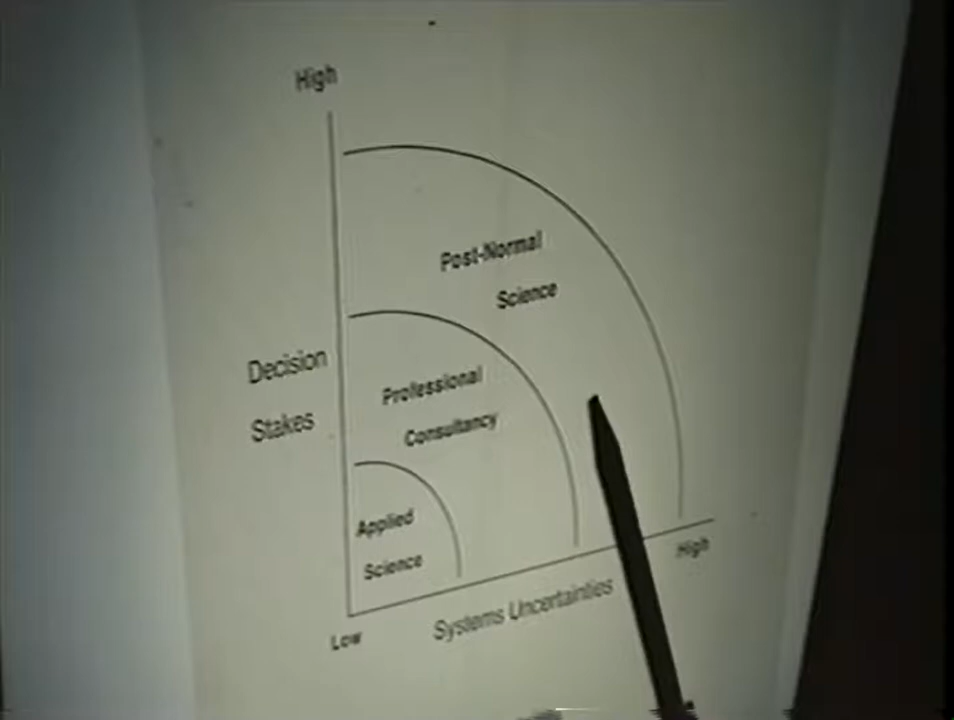 High
Post-Normal
Science
Decision
Stakes
Professional
Consultancy
Applied
Science
Low
Systems Uncertainties
High